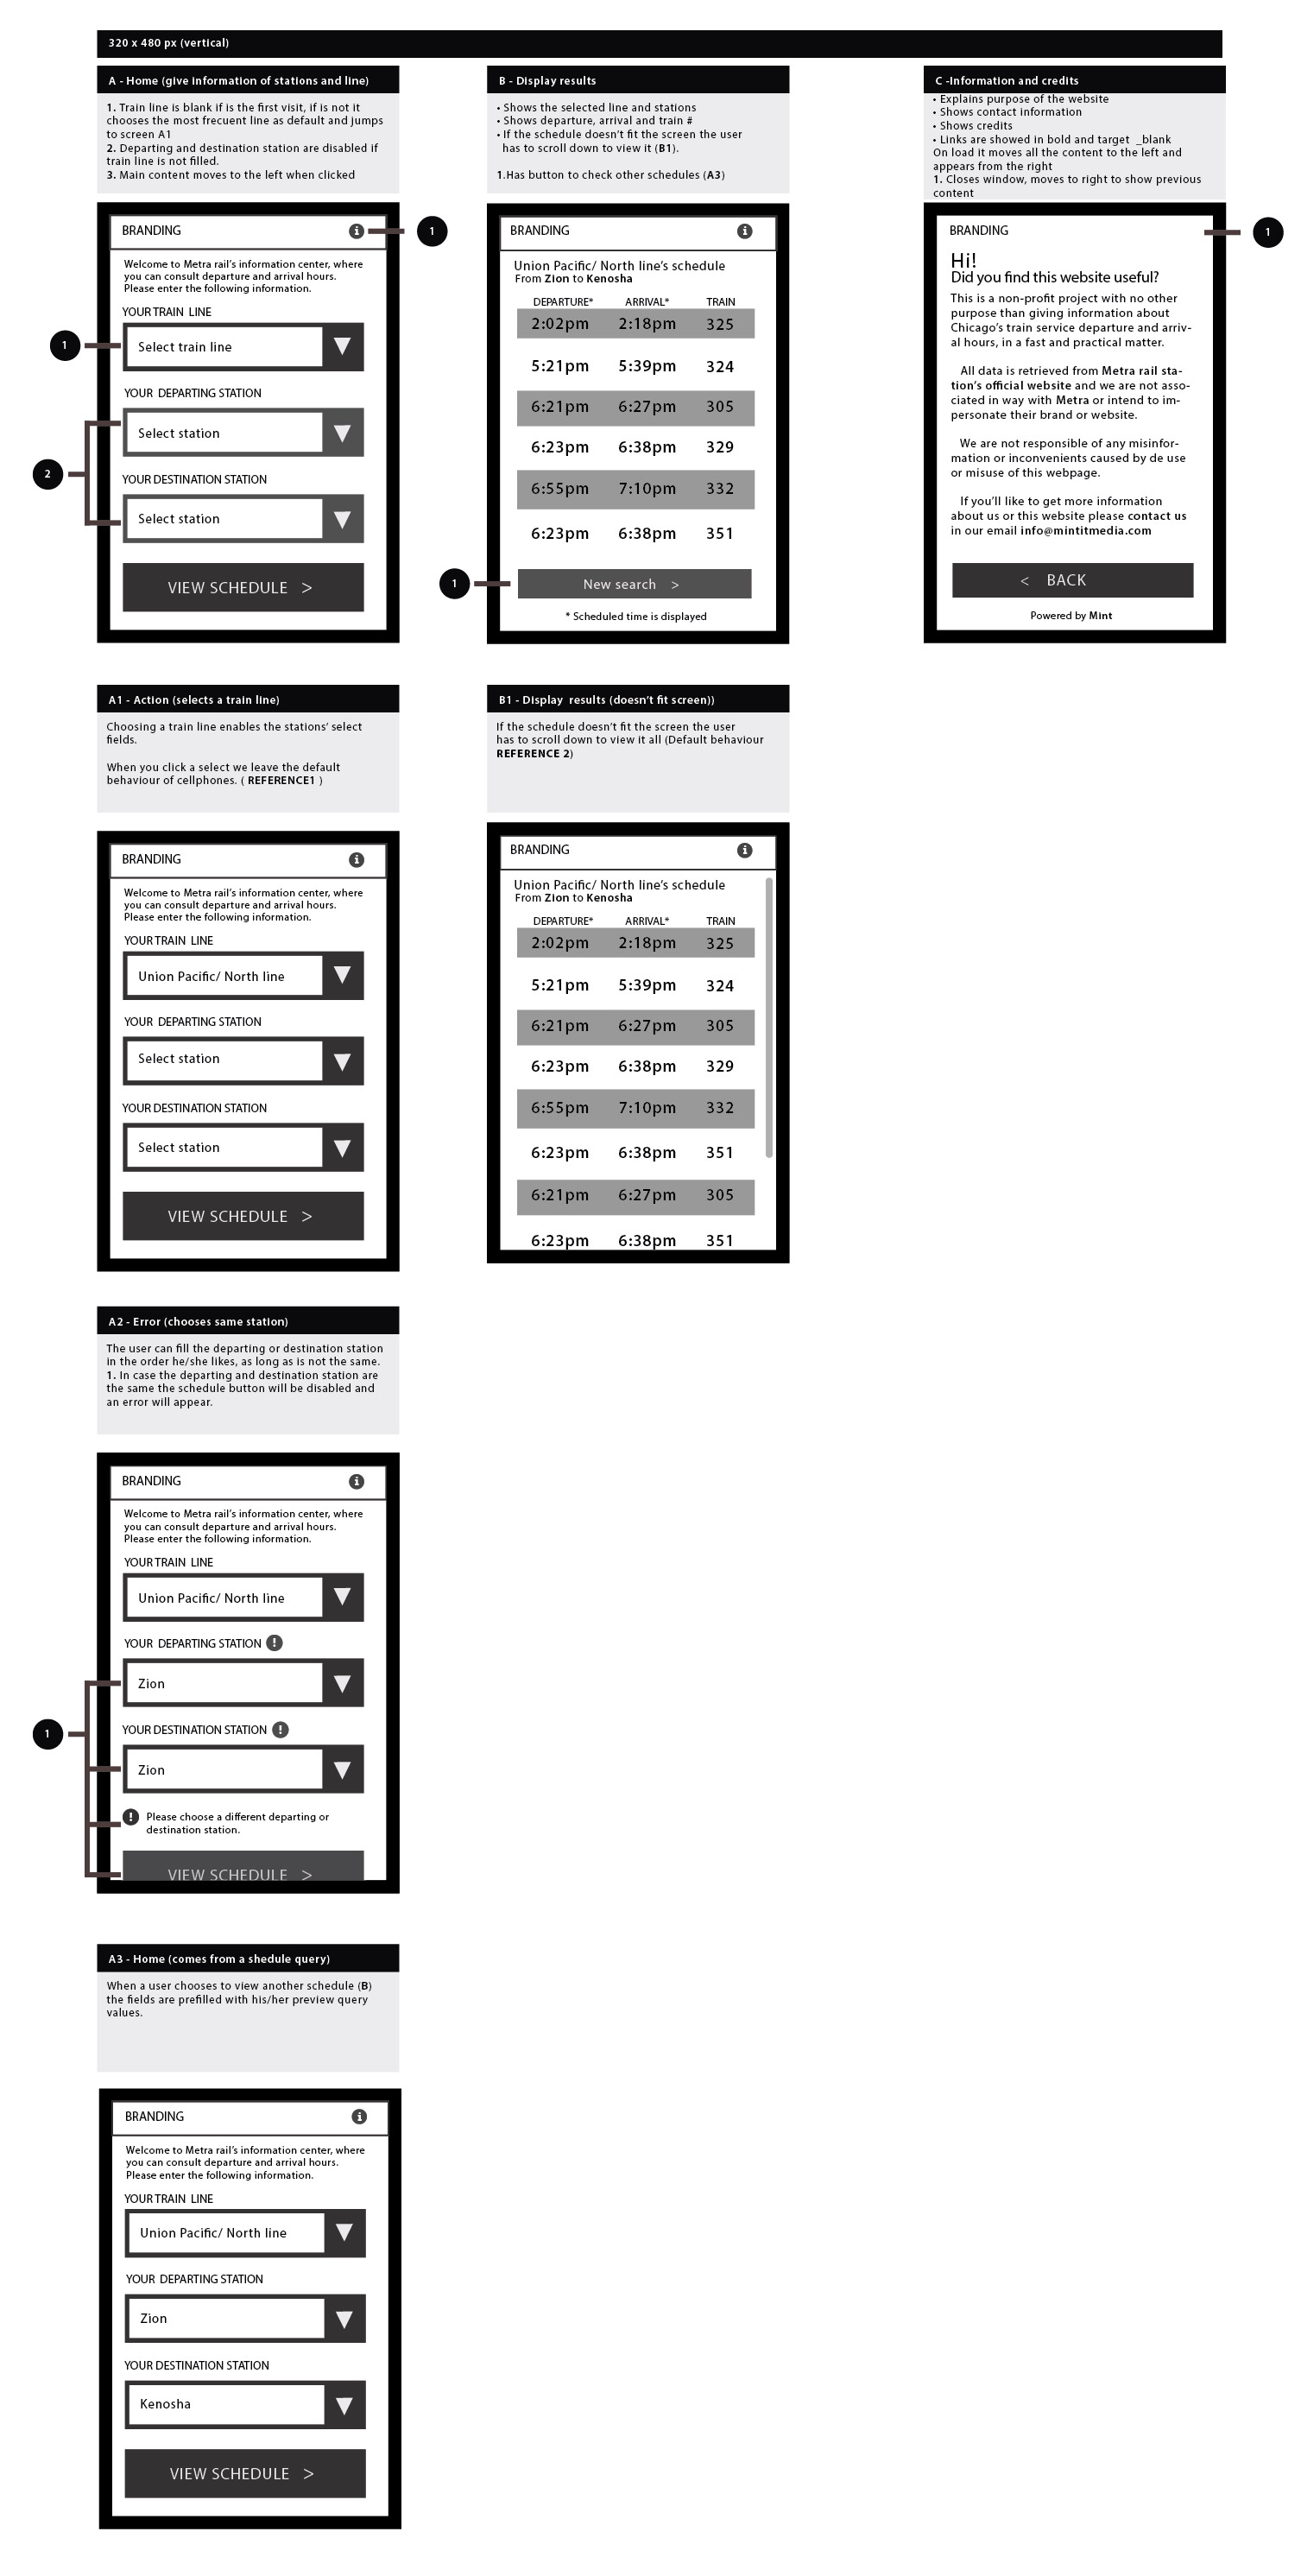 320 x 480 px (vertical)
A - Home (give information of stations and line)
1. Train line is blank if is the first visit, if is not it
chooses the most frecuent line as default and jumps
to screen A1
2. Departing and destination station are disabled if
train line is not filled.
3. Main content moves to the left when clicked
BRANDING
i
1
Welcome to Metra rail's information center, where
you can consult departure and arrival hours.
Please enter the following information.
YOUR TRAIN LINE
1
Select train line
YOUR DEPARTING STATION
Select station
2
YOUR DESTINATION STATION
Select station
VIEW SCHEDULE >
B - Display results
• Shows the selected line and stations
• Shows departure, arrival and train #
• If the schedule doesn't fit the screen the user
has to scroll down to view it (B1).
1.Has button to check other schedules (A3)
BRANDING
i
Union Pacific/ North line's schedule
From Zion to Kenosha
DEPARTURE* ARRIVAL* TRAIN
2:02pm 2:18pm 325
5:21pm 5:39pm 324
6:21pm 6:27pm 305
6:23pm 6:38pm 329
6:55pm 7:10pm 332
6:23pm 6:38pm 351
1
New search >
* Scheduled time is displayed
C -Information and credits
• Explains purpose of the website
• Shows contact information
• Shows credits
• Links are showed in bold and target _blank
On load it moves all the content to the left and
appears from the right
1. Closes window, moves to right to show previous
content
BRANDING
1
Hi!
Did you find this website useful?
This is a non-profit project with no other
purpose than giving information about
Chicago's train service departure and arriv-
al hours, in a fast and practical matter.
All data is retrieved from Metra rail sta-
tion's official website and we are not asso-
ciated in way with Metra or intend to im-
personate their brand or website.
We are not responsible of any misinfor-
mation or inconvenients caused by de use
or misuse of this webpage.
If you'll like to get more information
about us or this website please contact us
in our email info@mintitmedia.com
< BACK
Powered by Mint
A1 - Action (selects a train line)
Choosing a train line enables the stations' select
fields.
When you click a select we leave the default
behaviour of cellphones. ( REFERENCE1 )
BRANDING
i
Welcome to Metra rail's information center, where
you can consult departure and arrival hours.
Please enter the following information.
YOUR TRAIN LINE
Union Pacific/ North line
YOUR DEPARTING STATION
Select station
YOUR DESTINATION STATION
Select station
VIEW SCHEDULE >
B1 - Display results (doesn't fit screen))
If the schedule doesn't fit the screen the user
has to scroll down to view it all (Default behaviour
REFERENCE 2)
BRANDING
i
Union Pacific/ North line's schedule
From Zion to Kenosha
DEPARTURE* ARRIVAL* TRAIN
2:02pm 2:18pm 325
5:21pm 5:39pm 324
6:21pm 6:27pm 305
6:23pm 6:38pm 329
6:55pm 7:10pm 332
6:23pm 6:38pm 351
6:21pm 6:27pm 305
6:23pm 6:38pm 351
A2 - Error (chooses same station)
The user can fill the departing or destination station
in the order he/she likes, as long as is not the same.
1. In case the departing and destination station are
the same the schedule button will be disabled and
an error will appear.
BRANDING
i
Welcome to Metra rail's information center, where
you can consult departure and arrival hours.
Please enter the following information.
YOUR TRAIN LINE
Union Pacific/ North line
YOUR DEPARTING STATION !
Zion
1
YOUR DESTINATION STATION !
Zion
! Please choose a different departing or
destination station.
VIEW SCHEDULE >
A3 - Home (comes from a shedule query)
When a user chooses to view another schedule (B)
the fields are prefilled with his/her preview query
values.
BRANDING
i
Welcome to Metra rail's information center, where
you can consult departure and arrival hours.
Please enter the following information.
YOUR TRAIN LINE
Union Pacific/ North line
YOUR DEPARTING STATION
Zion
YOUR DESTINATION STATION
Kenosha
VIEW SCHEDULE >